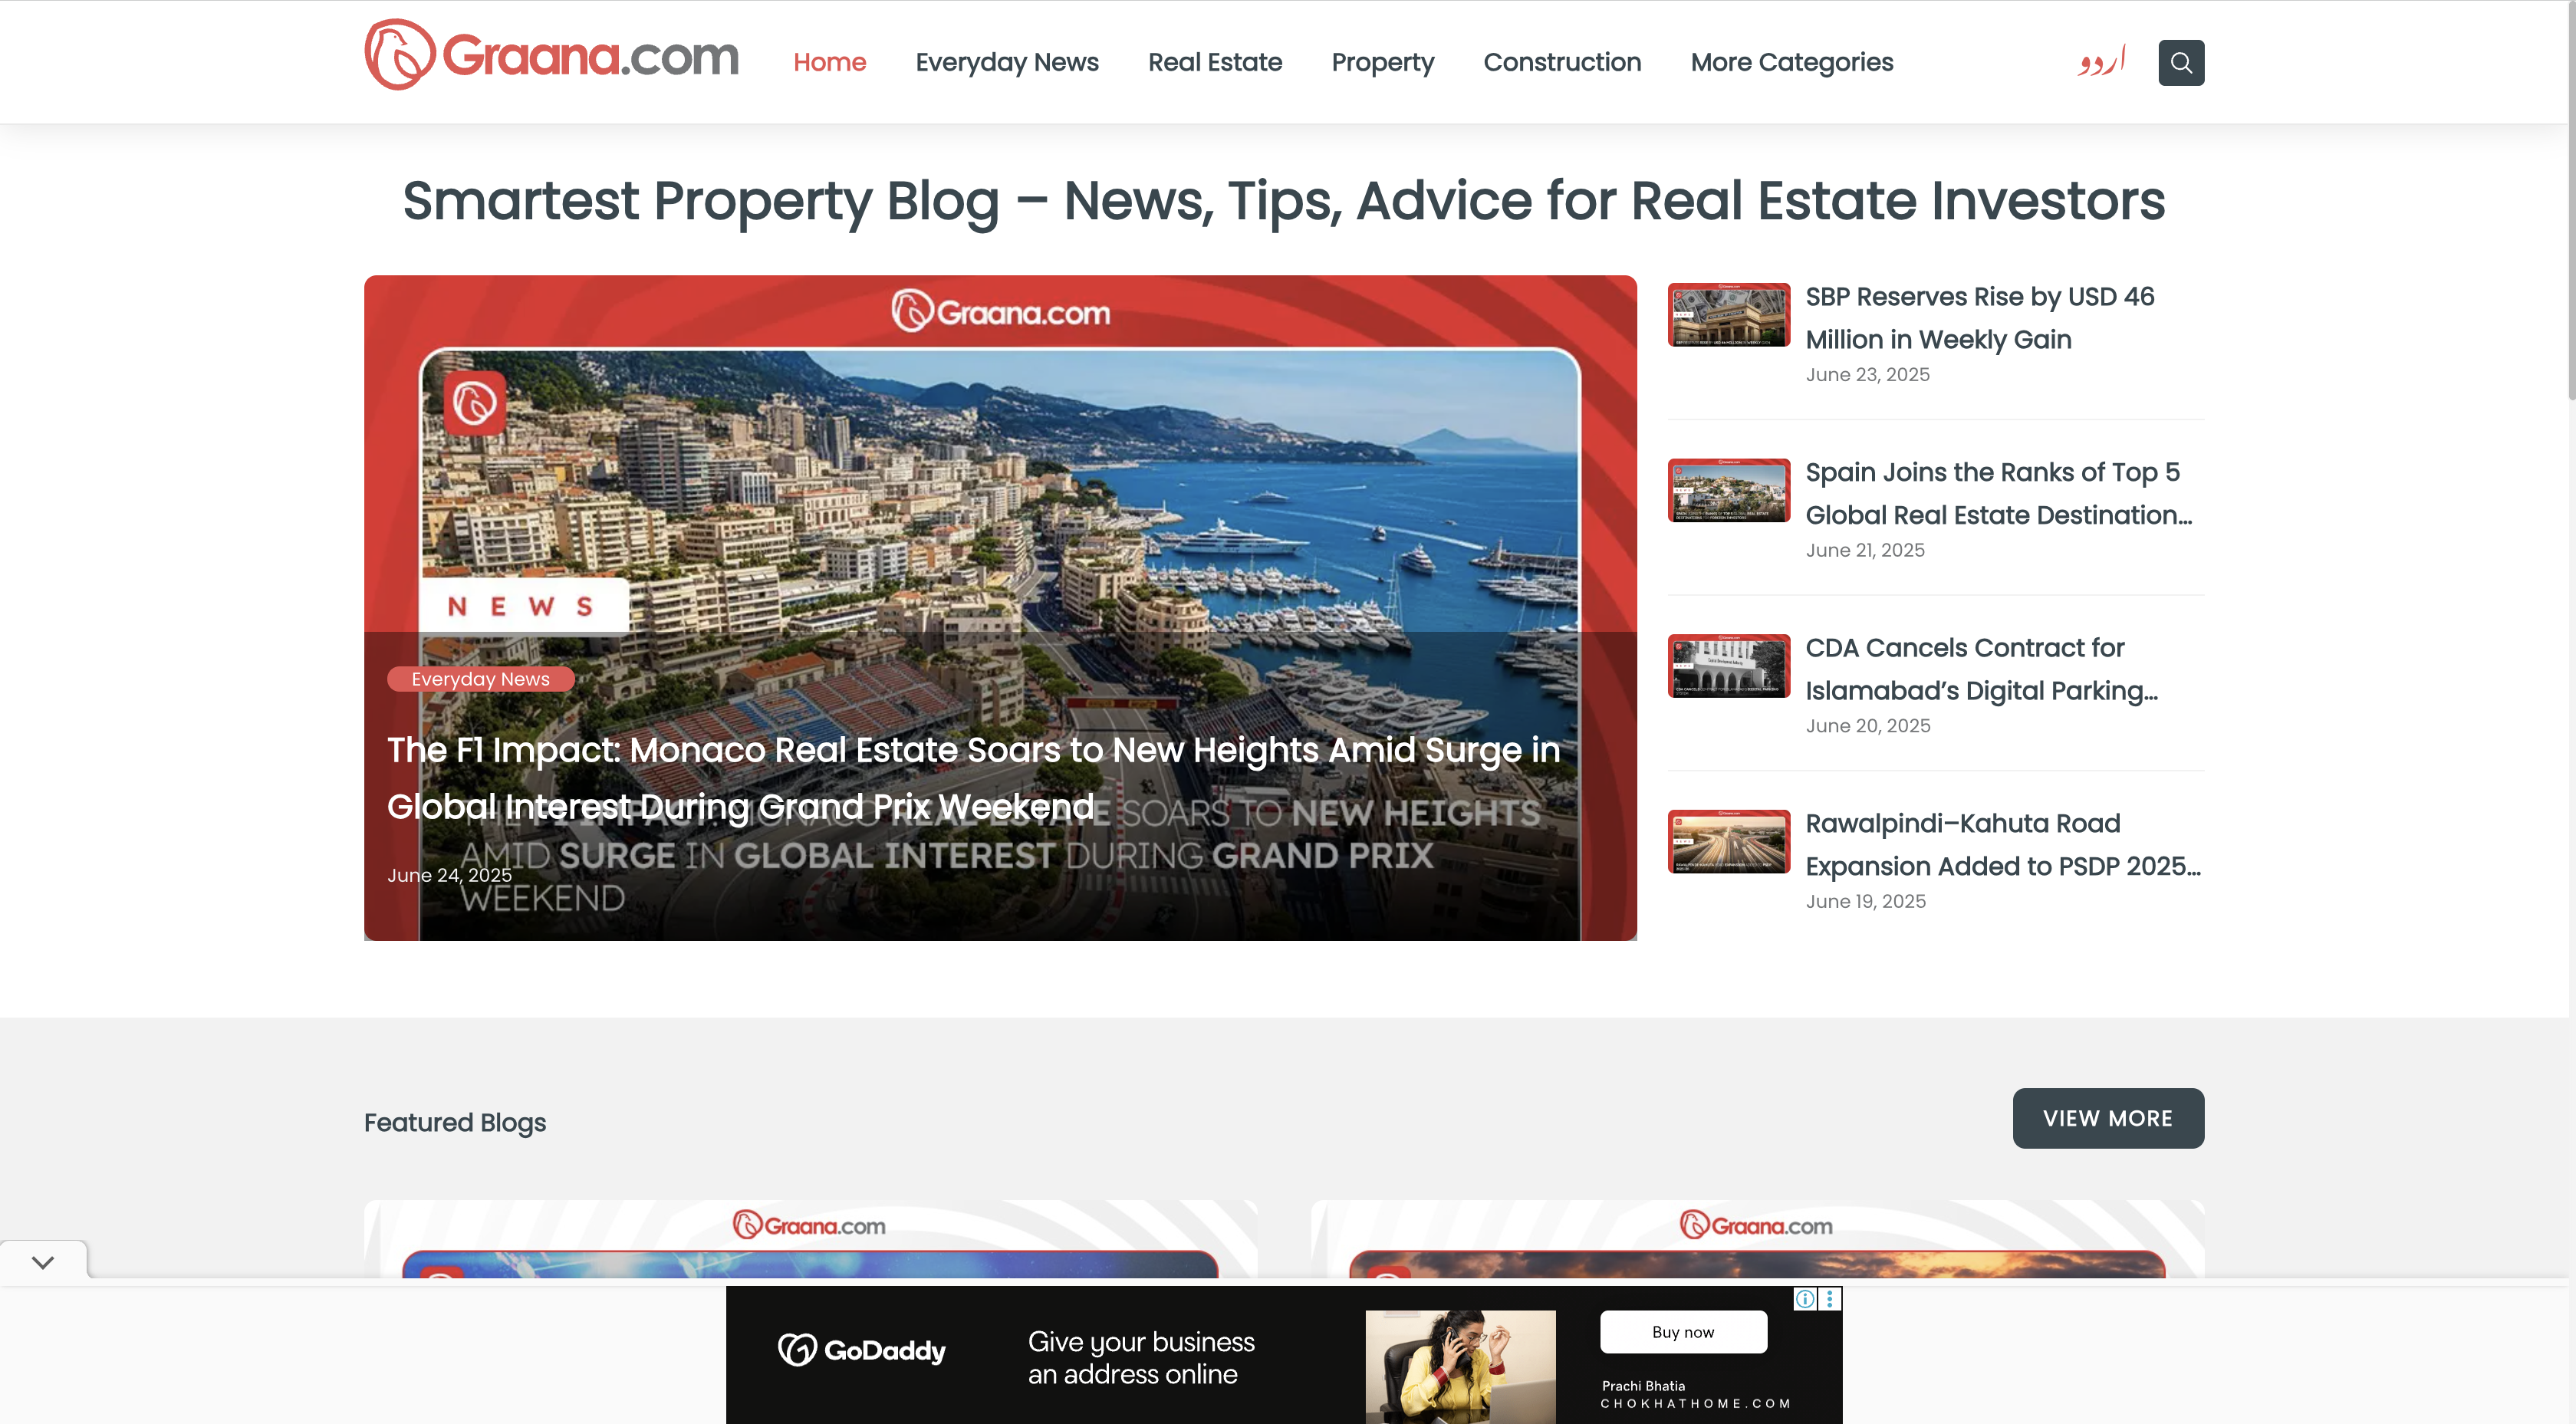 Graana.com
Home
Everyday News
Real Estate
Property
Construction
More Categories
اردو
Smartest Property Blog – News, Tips, Advice for Real Estate Investors
Graana.com
NEWS
Everyday News
The F1 Impact: Monaco Real Estate Soars to New Heights Amid Surge in
Global Interest During Grand Prix Weekend
SOARS TO NEW HEIGHTS
AMID SURGE IN GLOBAL INTEREST DURING GRAND PRIX
WEEKEND
June 24, 2025
SBP Reserves Rise by USD 46
Million in Weekly Gain
June 23, 2025
Spain Joins the Ranks of Top 5
Global Real Estate Destination...
June 21, 2025
CDA Cancels Contract for
Islamabad’s Digital Parking...
June 20, 2025
Rawalpindi–Kahuta Road
Expansion Added to PSDP 2025...
June 19, 2025
Featured Blogs
VIEW MORE
Graana.com
Graana.com
GoDaddy
Give your business
an address online
Buy now
Prachi Bhatia
CHOKHATHOME.COM